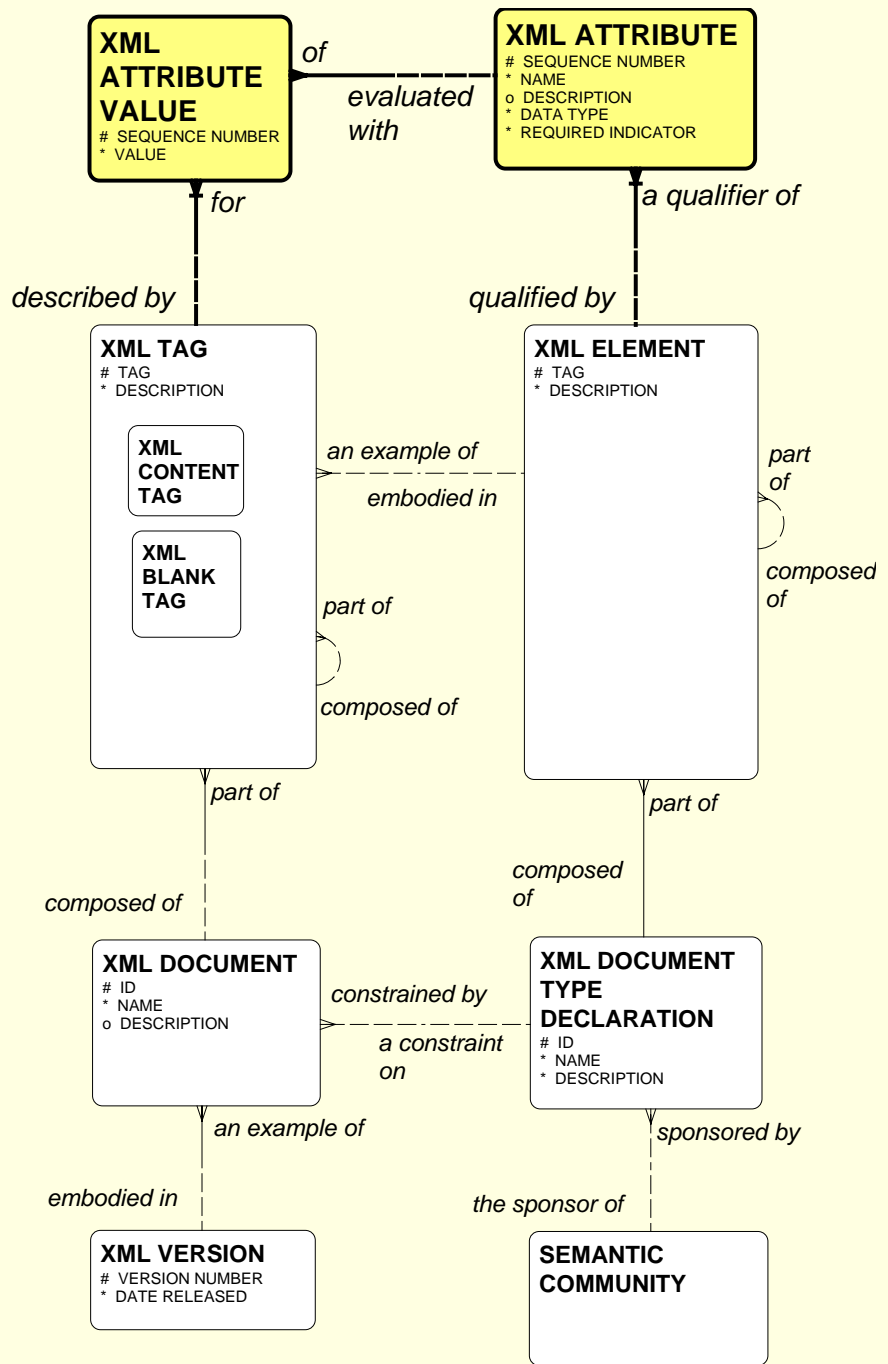 XML
ATTRIBUTE
VALUE
# SEQUENCE NUMBER
* VALUE
of
evaluated
with
XML ATTRIBUTE
# SEQUENCE NUMBER
* NAME
o DESCRIPTION
* DATA TYPE
* REQUIRED INDICATOR
for
a qualifier of
described by
qualified by
XML TAG
# TAG
* DESCRIPTION
XML
CONTENT
TAG
XML
BLANK
TAG
an example of
embodied in
XML ELEMENT
# TAG
* DESCRIPTION
part
of
composed
of
part of
composed of
part of
part of
composed of
composed
of
XML DOCUMENT
# ID
* NAME
o DESCRIPTION
constrained by
a constraint
on
XML DOCUMENT
TYPE
DECLARATION
# ID
* NAME
* DESCRIPTION
an example of
sponsored by
embodied in
the sponsor of
XML VERSION
# VERSION NUMBER
* DATE RELEASED
SEMANTIC
COMMUNITY